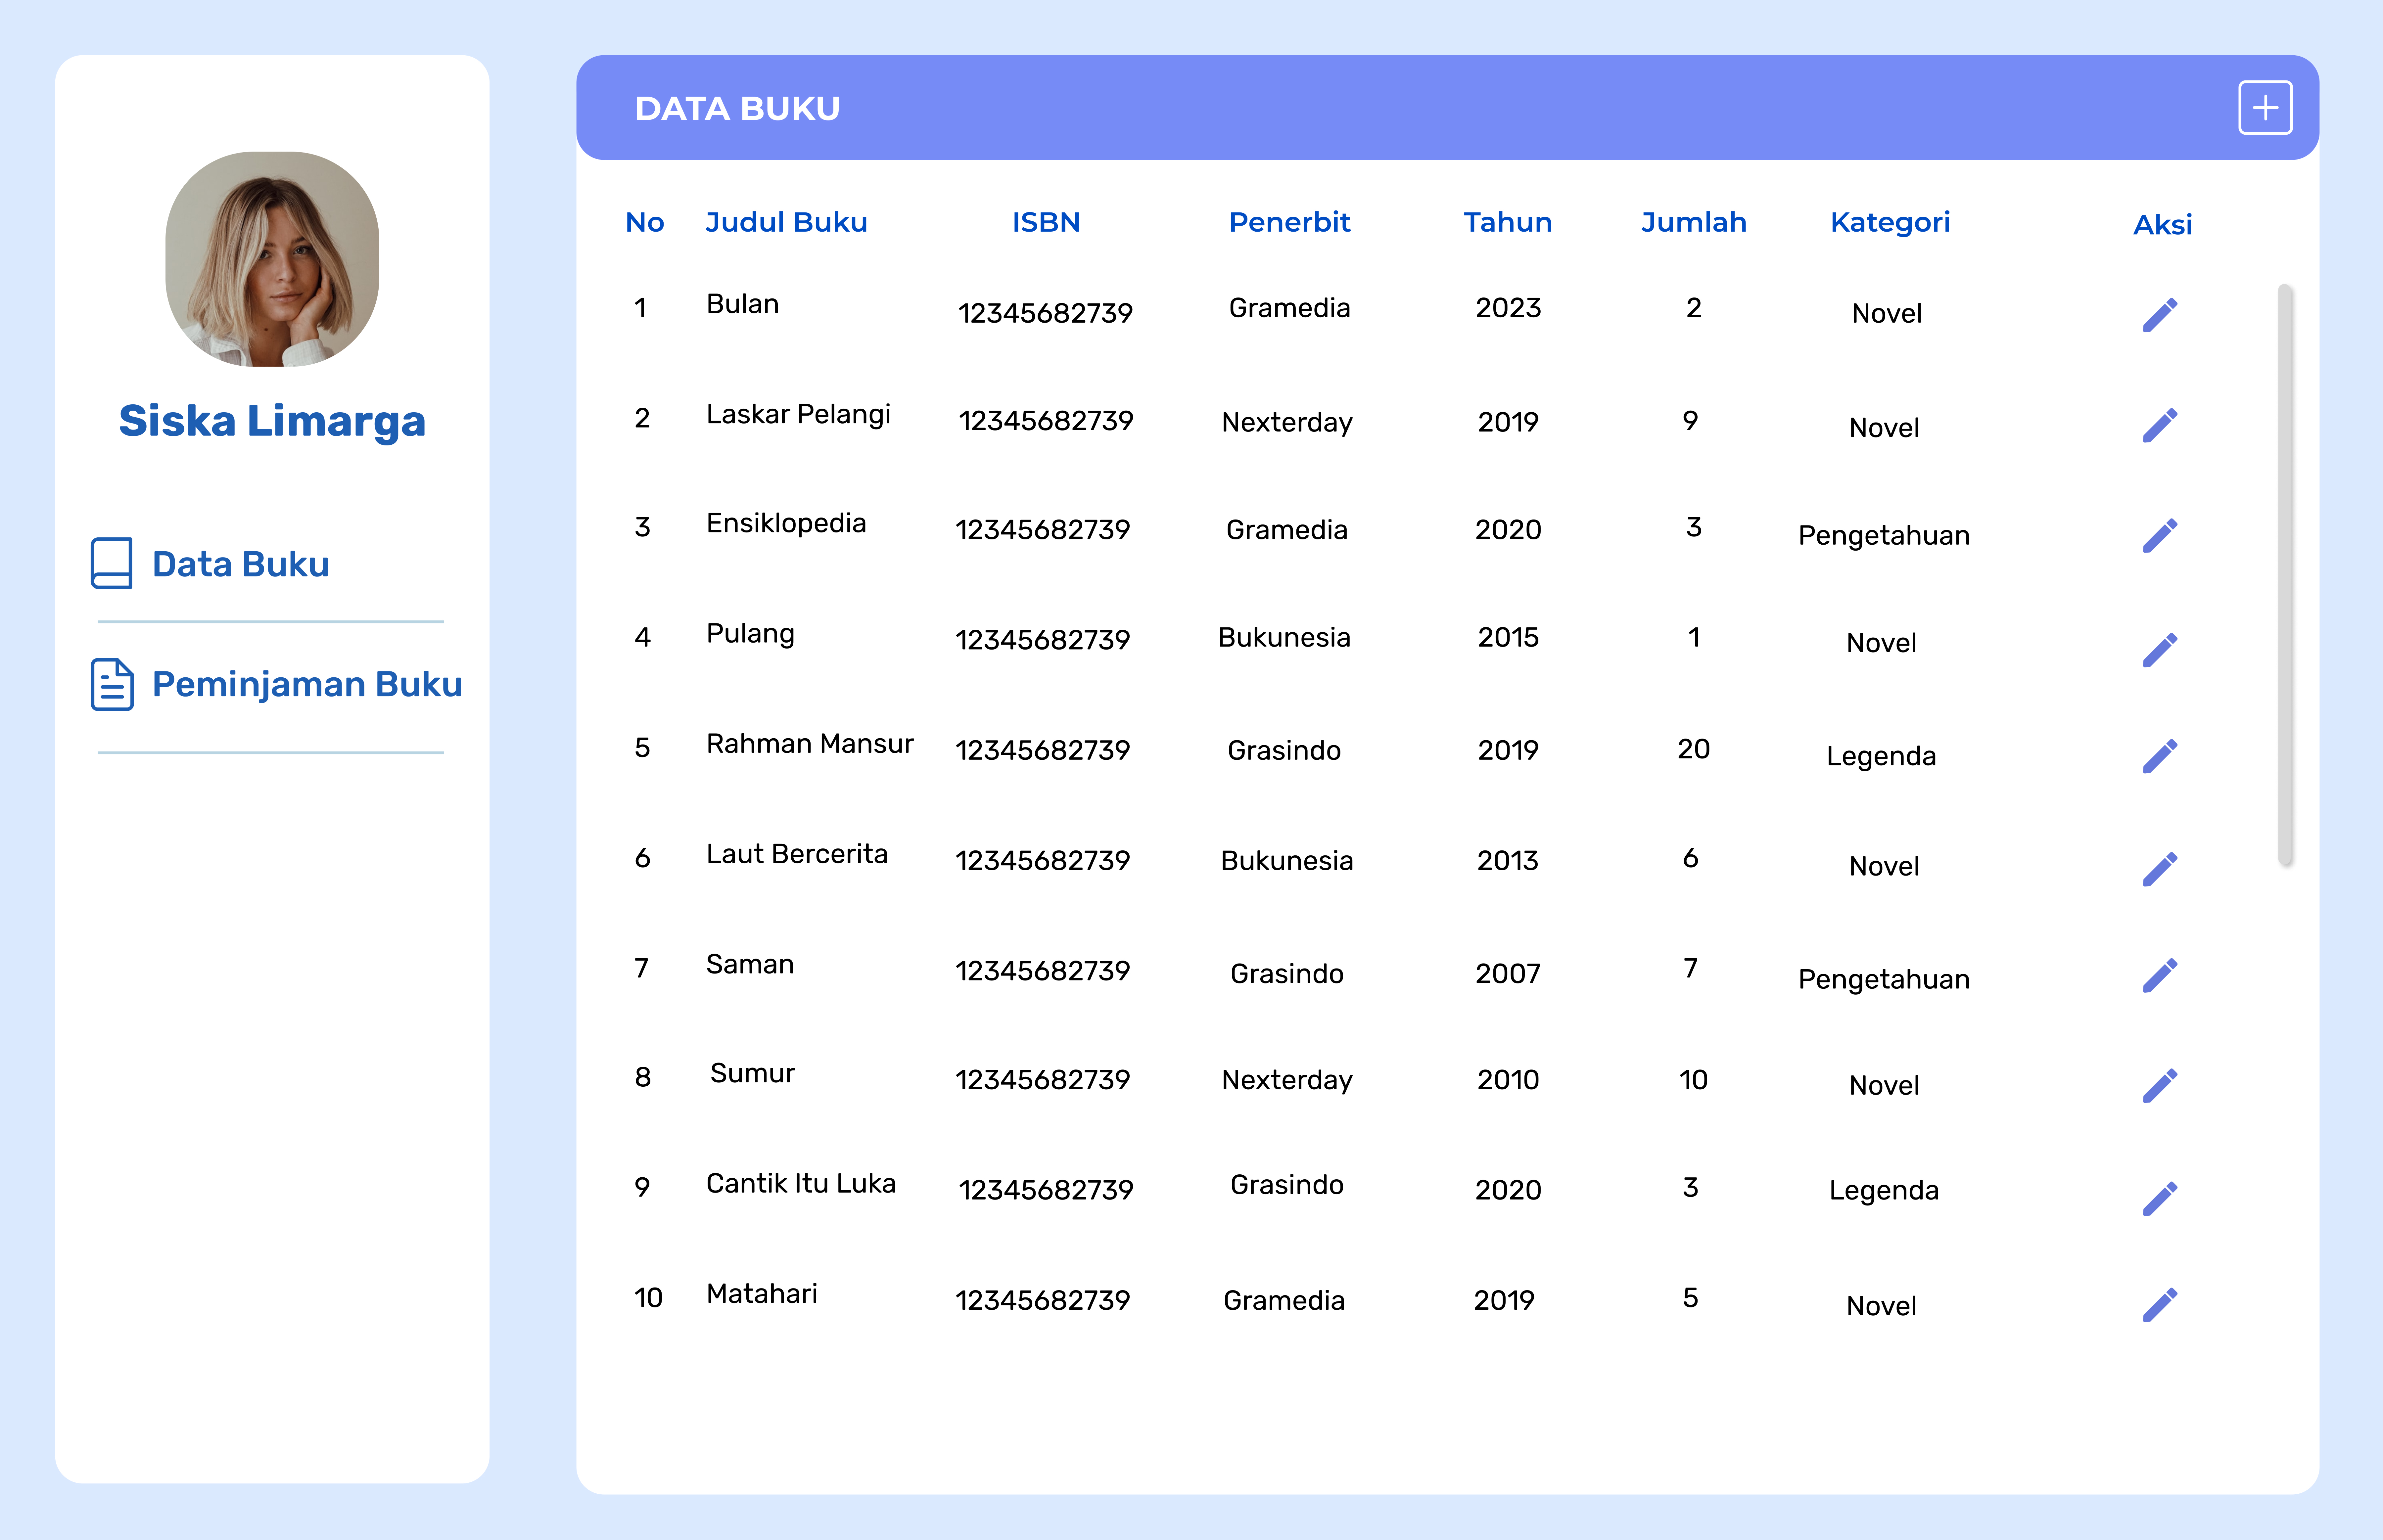 Siska Limarga
Data Buku
Peminjaman Buku
DATA BUKU
No Judul Buku ISBN Penerbit Tahun Jumlah Kategori Aksi
1 Bulan 12345682739 Gramedia 2023 2 Novel
2 Laskar Pelangi 12345682739 Nexterday 2019 9 Novel
3 Ensiklopedia 12345682739 Gramedia 2020 3 Pengetahuan
4 Pulang 12345682739 Bukunesia 2015 1 Novel
5 Rahman Mansur 12345682739 Grasindo 2019 20 Legenda
6 Laut Bercerita 12345682739 Bukunesia 2013 6 Novel
7 Saman 12345682739 Grasindo 2007 7 Pengetahuan
8 Sumur 12345682739 Nexterday 2010 10 Novel
9 Cantik Itu Luka 12345682739 Grasindo 2020 3 Legenda
10 Matahari 12345682739 Gramedia 2019 5 Novel